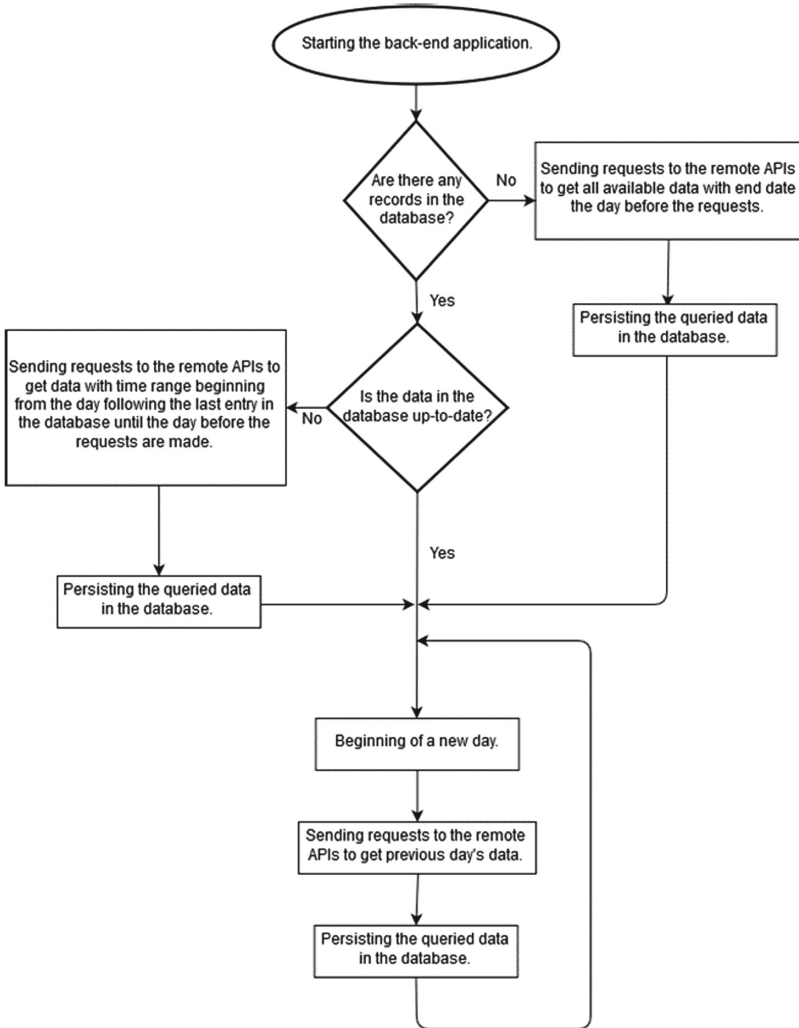 Starting the back-end application.
Are there any
records in the
database?
No
Sending requests to the remote APIs
to get all available data with end date
the day before the requests.
Yes
Persisting the queried data
in the database.
Sending requests to the remote APIs to
get data with time range beginning
from the day following the last entry in
the database until the day before the
requests are made.
No
Is the data in the
database up-to-date?
Yes
Persisting the queried data
in the database.
Beginning of a new day.
Sending requests to the remote
APIs to get previous day's data.
Persisting the queried data
in the database.